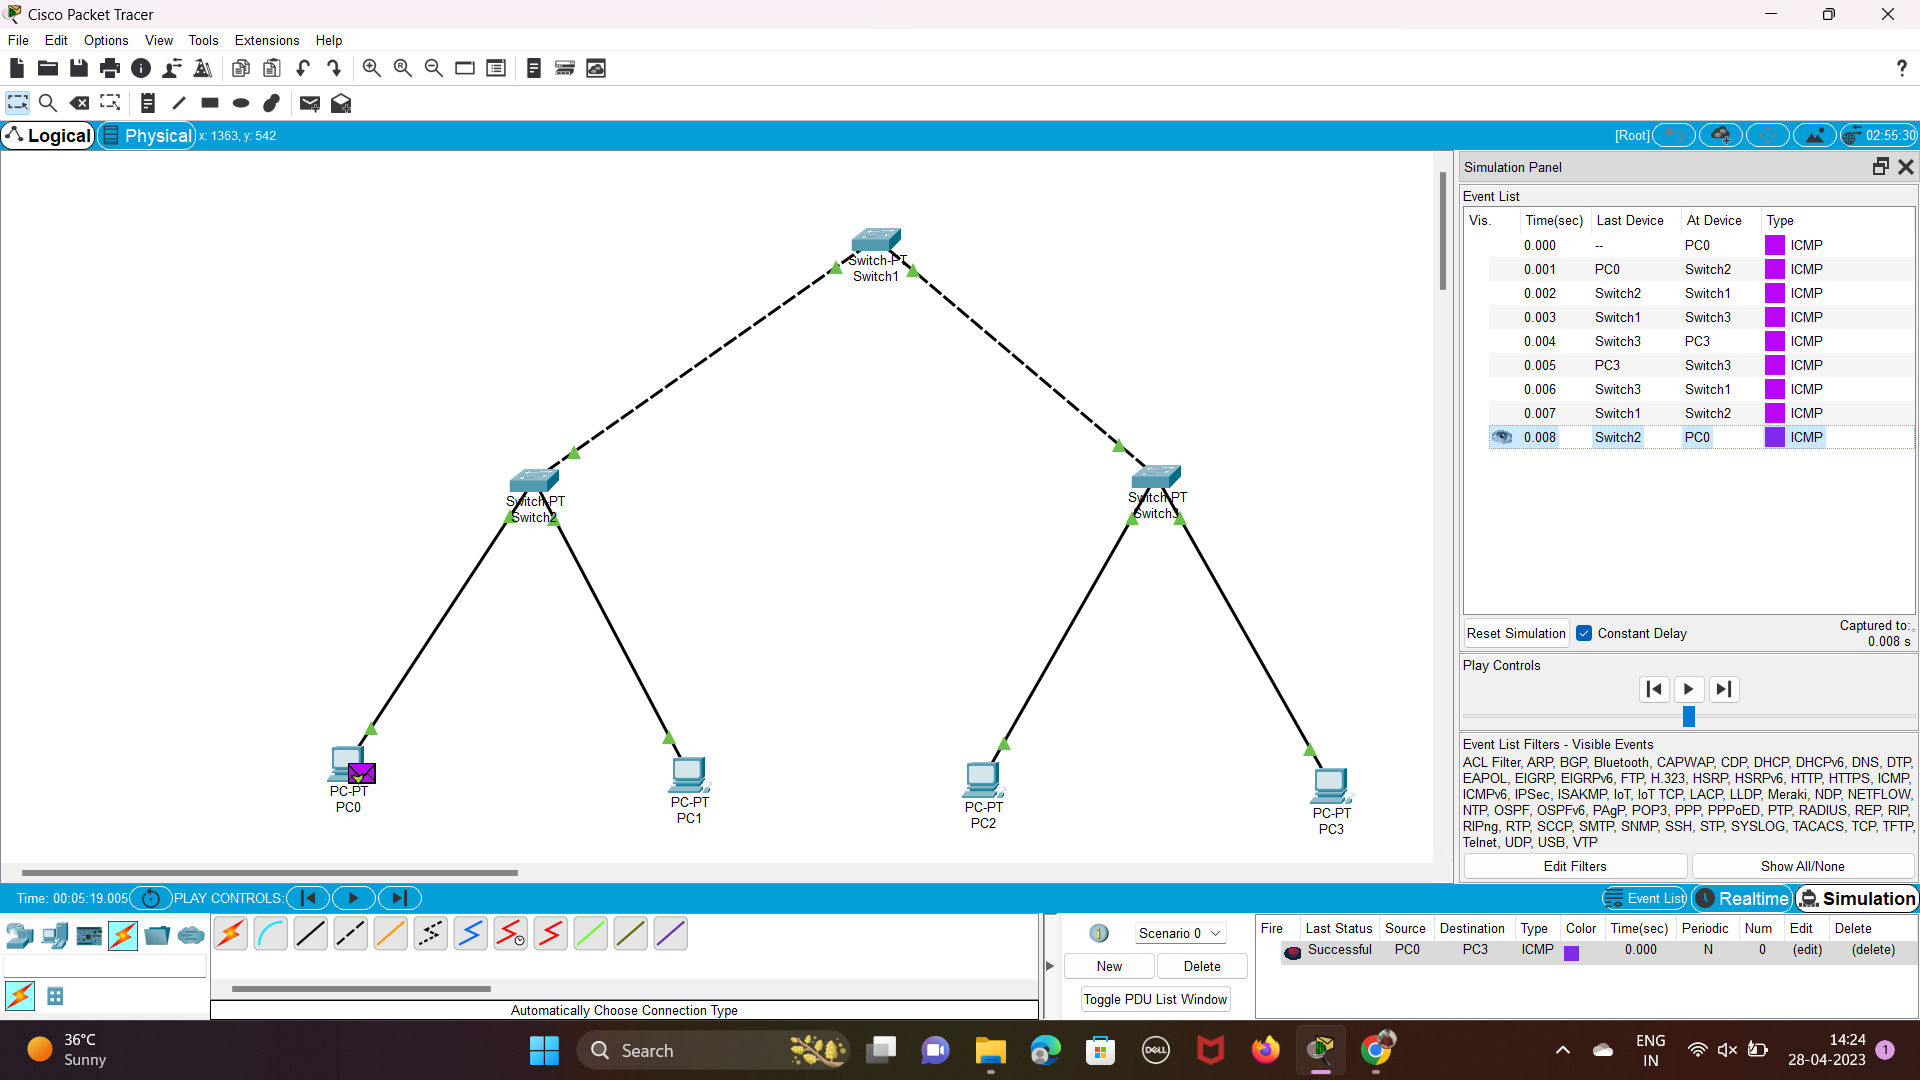 Cisco Packet Tracer
File Edit Options View Tools Extensions Help
?
Logical Physical x: 1363, y: 542 [Root] 02:55:30
Switch-PT
Switch1
Switch-PT
Switch2
Switch-PT
Switch3
PC-PT
PC0
PC-PT
PC1
PC-PT
PC2
PC-PT
PC3
Simulation Panel
Event List
Vis. Time(sec) Last Device At Device Type
0.000 -- PC0 ICMP
0.001 PC0 Switch2 ICMP
0.002 Switch2 Switch1 ICMP
0.003 Switch1 Switch3 ICMP
0.004 Switch3 PC3 ICMP
0.005 PC3 Switch3 ICMP
0.006 Switch3 Switch1 ICMP
0.007 Switch1 Switch2 ICMP
0.008 Switch2 PC0 ICMP
Reset Simulation Constant Delay Captured to:
0.008 s
Play Controls
Event List Filters - Visible Events
ACL Filter, ARP, BGP, Bluetooth, CAPWAP, CDP, DHCP, DHCPv6, DNS, DTP,
EAPOL, EIGRP, EIGRPv6, FTP, H.323, HSRP, HSRPv6, HTTP, HTTPS, ICMP,
ICMPv6, IPSec, ISAKMP, IoT, IoT TCP, LACP, LLDP, Meraki, NDP, NETFLOW,
NTP, OSPF, OSPFv6, PAgP, POP3, PPP, PPPoED, PTP, RADIUS, REP, RIP,
RIPng, RTP, SCCP, SMTP, SNMP, SSH, STP, SYSLOG, TACACS, TCP, TFTP,
Telnet, UDP, USB, VTP
Edit Filters Show All/None
Time: 00:05:19.005 PLAY CONTROLS: Event List Realtime Simulation
Automatically Choose Connection Type
Scenario 0
New Delete
Toggle PDU List Window
Fire Last Status Source Destination Type Color Time(sec) Periodic Num Edit Delete
Successful PC0 PC3 ICMP 0.000 N 0 (edit) (delete)
36°C
Sunny
Search
DELL
ENG
IN
14:24
28-04-2023
1